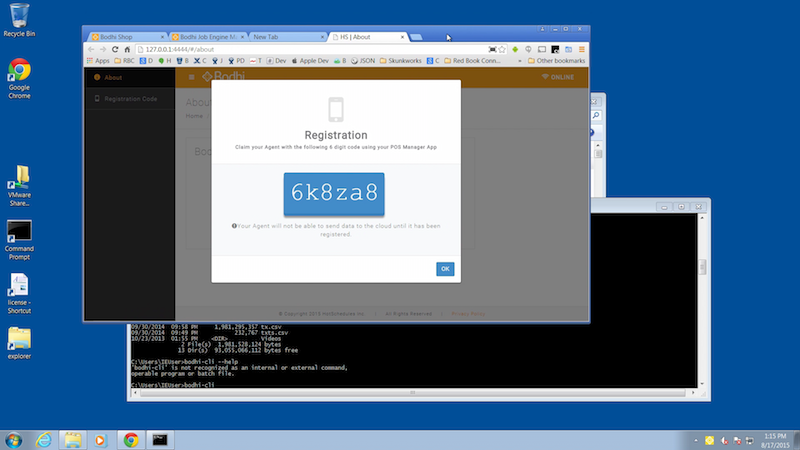 Recycle Bin
Google
Chrome
VMware
Share...
Command
Prompt
license -
Shortcut
explorer
Bodhi Shop
Bodhi Job Engine M
New Tab
HS | About
127.0.0.1:4444/#/about
Apps
RBC
D
H
T
Dev
Apple Dev
B
JSON
Skunkworks
C
Red Book Conn...
»
Other bookmarks
About
Bodhi
ONLINE
Registration Code
About
Home
Registration
Claim your Agent with the following 6 digit code using your POS Manager App
6k8za8
Your Agent will not be able to send data to the cloud until it has been
registered.
OK
All Rights Reserved
Privacy Policy
09/30/2014 09:58 PM 1,981,295,357 tx.csv
09/30/2014 09:49 PM 232,767 txts.csv
10/23/2013 01:55 PM <DIR> Videos
2 File(s) 1,981,528,124 bytes
13 Dir(s) 93,055,066,112 bytes free
C:\Users\IEUser>bodhi-cli --help
'bodhi-cli' is not recognized as an internal or external command,
operable program or batch file.
C:\Users\IEUser>bodhi-cli
1:15 PM
8/17/2015